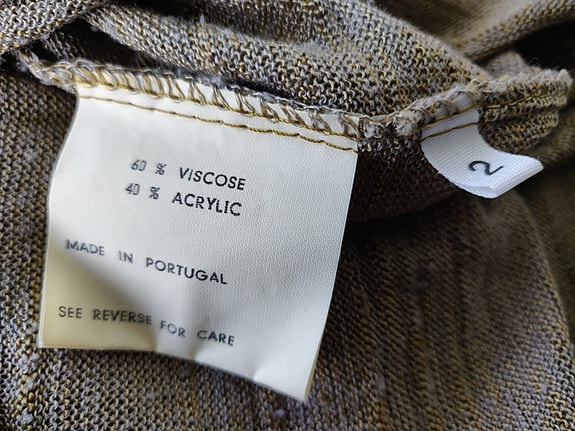 60 % VISCOSE
40 % ACRYLIC
MADE IN PORTUGAL
SEE REVERSE FOR CARE
2